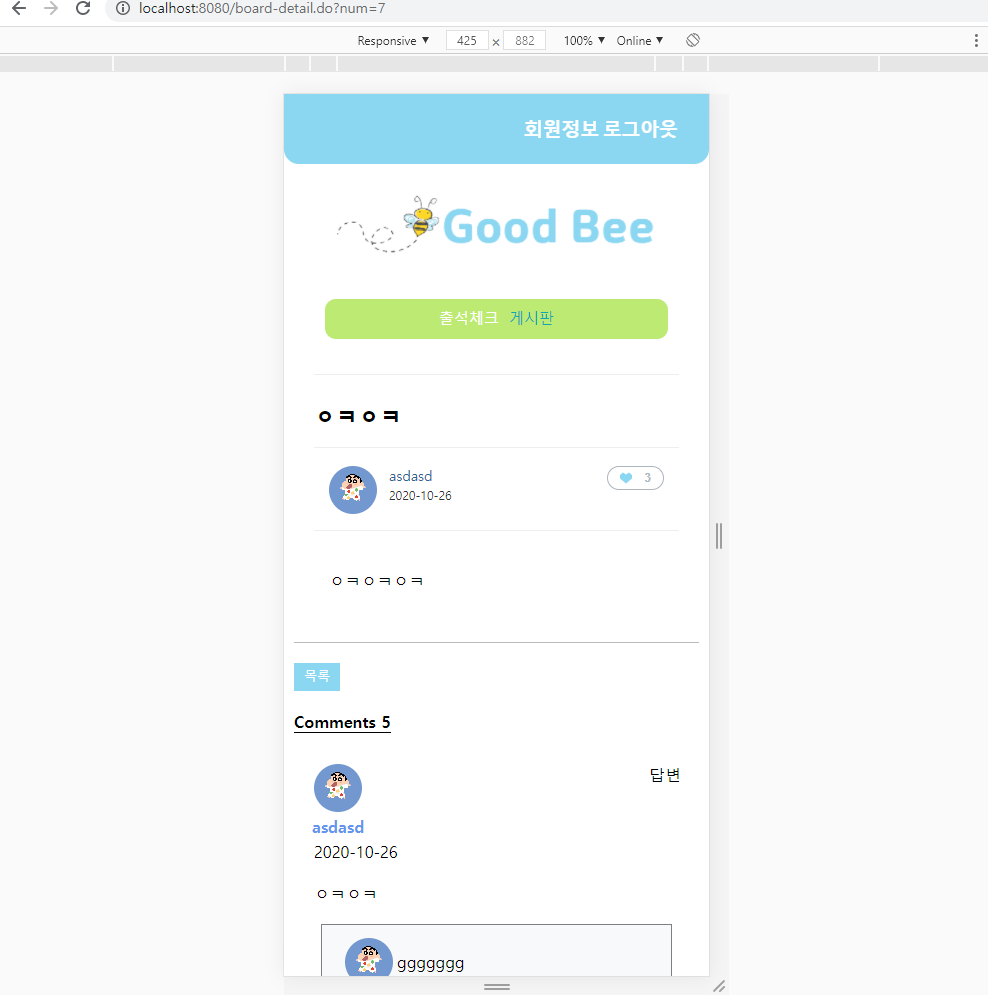 localhost:8080/board-detail.do?num=7
Responsive ▼ 425 × 882 100% ▼ Online ▼
회원정보 로그아웃
Good Bee
출석체크 게시판
ㅇㅋㅇㅋ
asdasd
3
2020-10-26
ㅇㅋㅇㅋㅇㅋ
목록
Comments 5
답변
asdasd
2020-10-26
ㅇㅋㅇㅋ
ggggggg